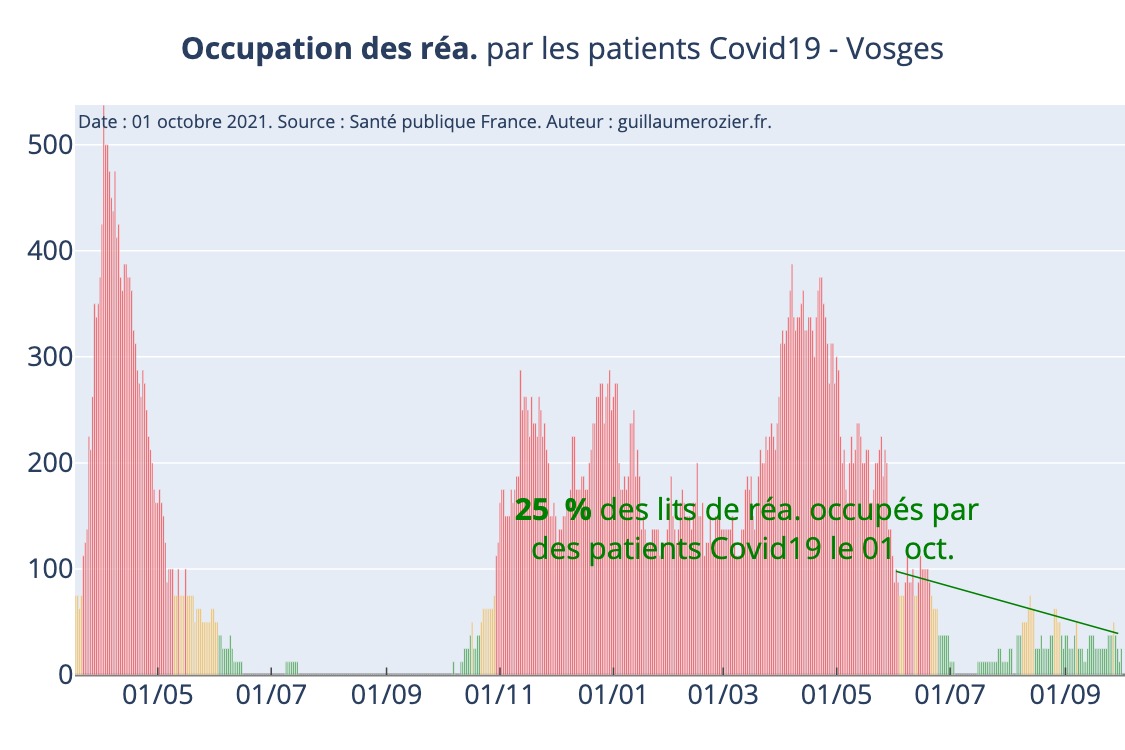 Occupation des réa. par les patients Covid19 - Vosges
Date : 01 octobre 2021. Source : Santé publique France. Auteur : guillaumerozier.fr.
500
400
300
200
25 % des lits de réa. occupés par
des patients Covid19 le 01 oct.
100
0
01/05 01/07 01/09 01/11 01/01 01/03 01/05 01/07 01/09